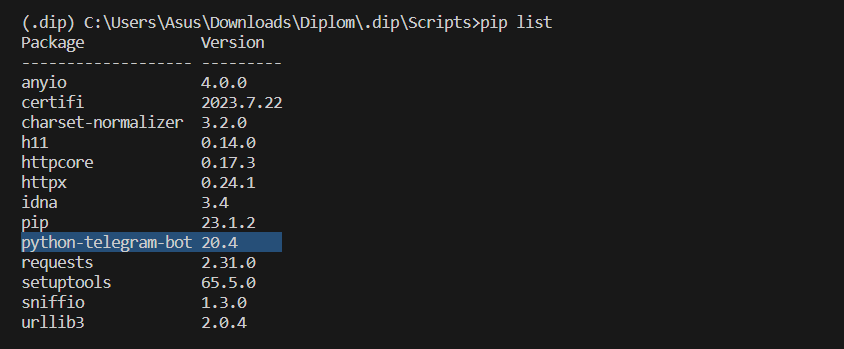 (.dip) C:\Users\Asus\Downloads\Diplom\.dip\Scripts>pip list
Package             Version
------------------- ---------
anyio               4.0.0
certifi             2023.7.22
charset-normalizer  3.2.0
h11                 0.14.0
httpcore            0.17.3
httpx               0.24.1
idna                3.4
pip                 23.1.2
python-telegram-bot 20.4
requests            2.31.0
setuptools          65.5.0
sniffio             1.3.0
urllib3             2.0.4